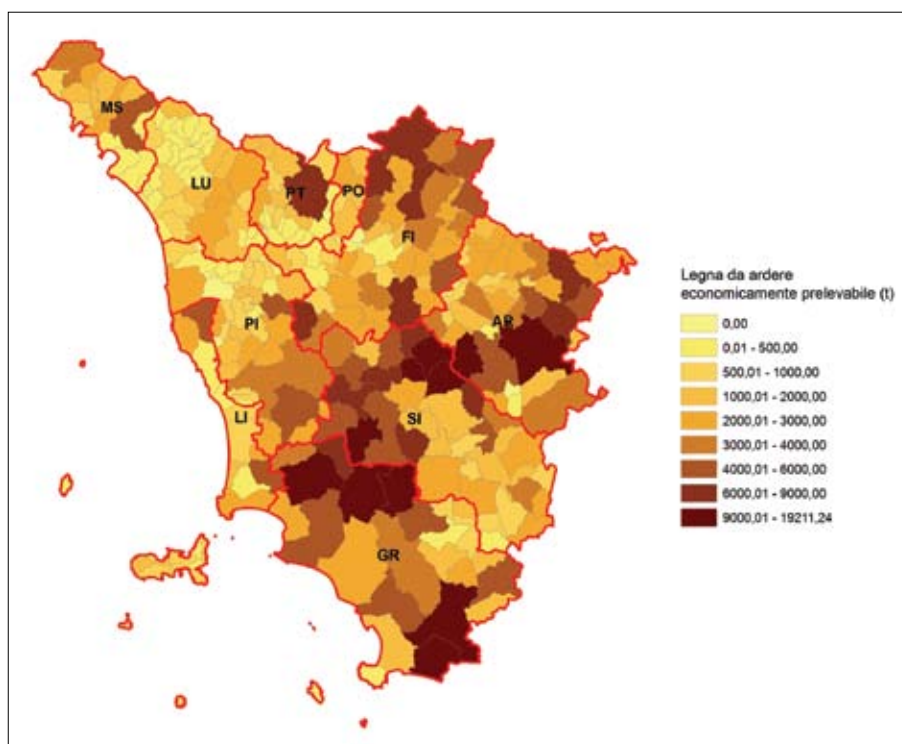 MS
LU
PT
PO
FI
PI
AR
LI
SI
GR
Legna da ardere
economicamente prelevabile (t)
0,00
0,01 - 500,00
500,01 - 1000,00
1000,01 - 2000,00
2000,01 - 3000,00
3000,01 - 4000,00
4000,01 - 6000,00
6000,01 - 9000,00
9000,01 - 19211,24